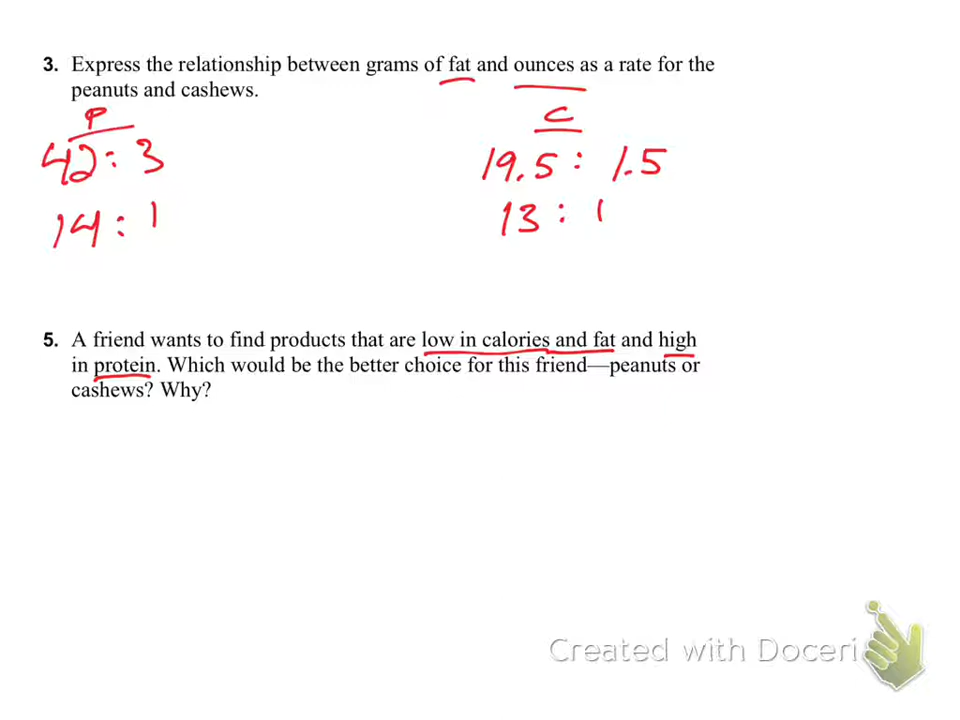 3. Express the relationship between grams of fat and ounces as a rate for the
peanuts and cashews.
P
C
42 : 3
19.5 : 1.5
14 : 1
13 : 1
5. A friend wants to find products that are low in calories and fat and high
in protein. Which would be the better choice for this friend—peanuts or
cashews? Why?
Created with Doceri